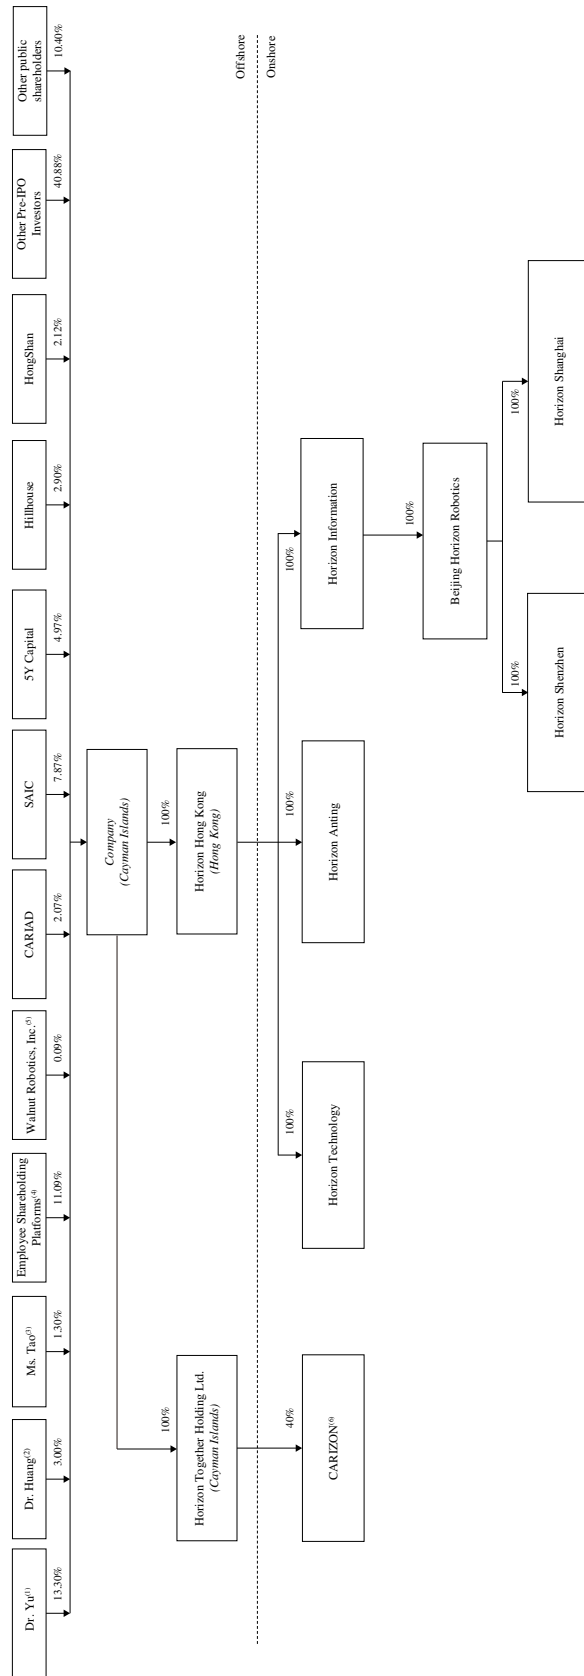 Dr. Yu(1)
Dr. Huang(2)
Ms. Tao(3)
Employee Shareholding
Platforms(4)
Walnut Robotics, Inc.(5)
CARIAD
SAIC
5Y Capital
Hillhouse
HongShan
Other Pre-IPO
Investors
Other public
shareholders
13.30%
3.00%
1.30%
11.09%
0.09%
2.07%
7.87%
4.97%
2.90%
2.12%
40.88%
10.40%
Company
(Cayman Islands)
100%
100%
Horizon Together Holding Ltd.
(Cayman Islands)
Horizon Hong Kong
(Hong Kong)
Offshore
Onshore
40%
100%
100%
100%
CARIZON(6)
Horizon Technology
Horizon Anting
Horizon Information
100%
Beijing Horizon Robotics
100%
100%
Horizon Shenzhen
Horizon Shanghai